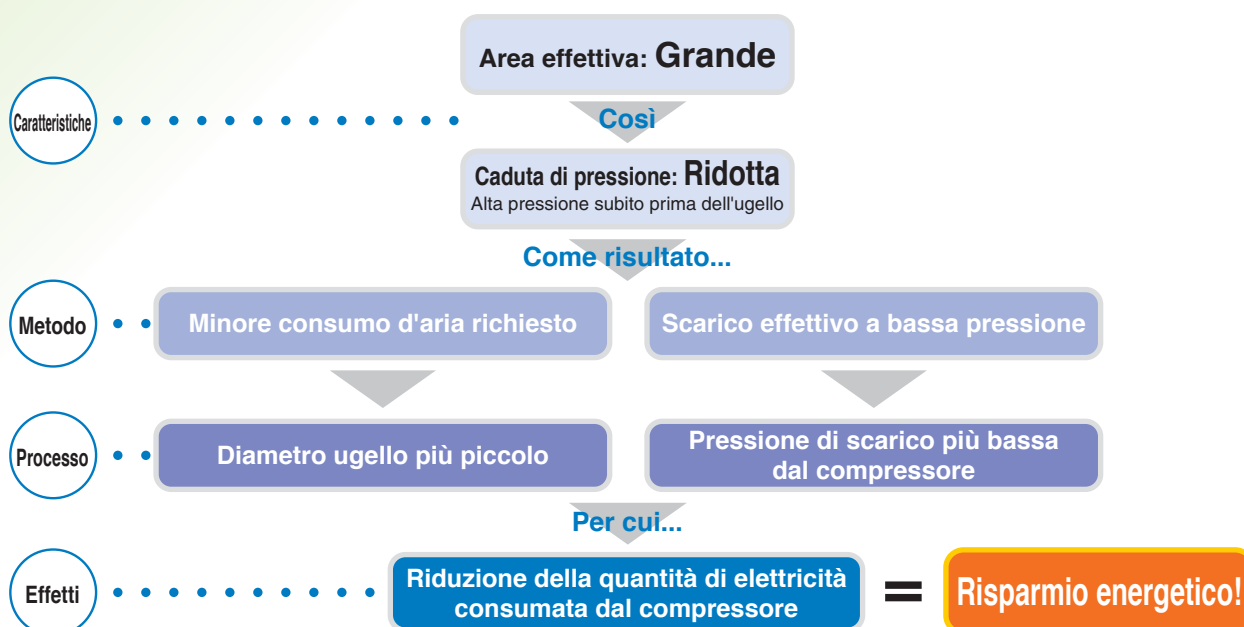 Area effettiva: Grande
Caratteristiche
Così
Caduta di pressione: Ridotta
Alta pressione subito prima dell'ugello
Come risultato...
Metodo
Minore consumo d'aria richiesto
Scarico effettivo a bassa pressione
Processo
Diametro ugello più piccolo
Pressione di scarico più bassa
dal compressore
Per cui...
Effetti
Riduzione della quantità di elettricità
consumata dal compressore
=
Risparmio energetico!